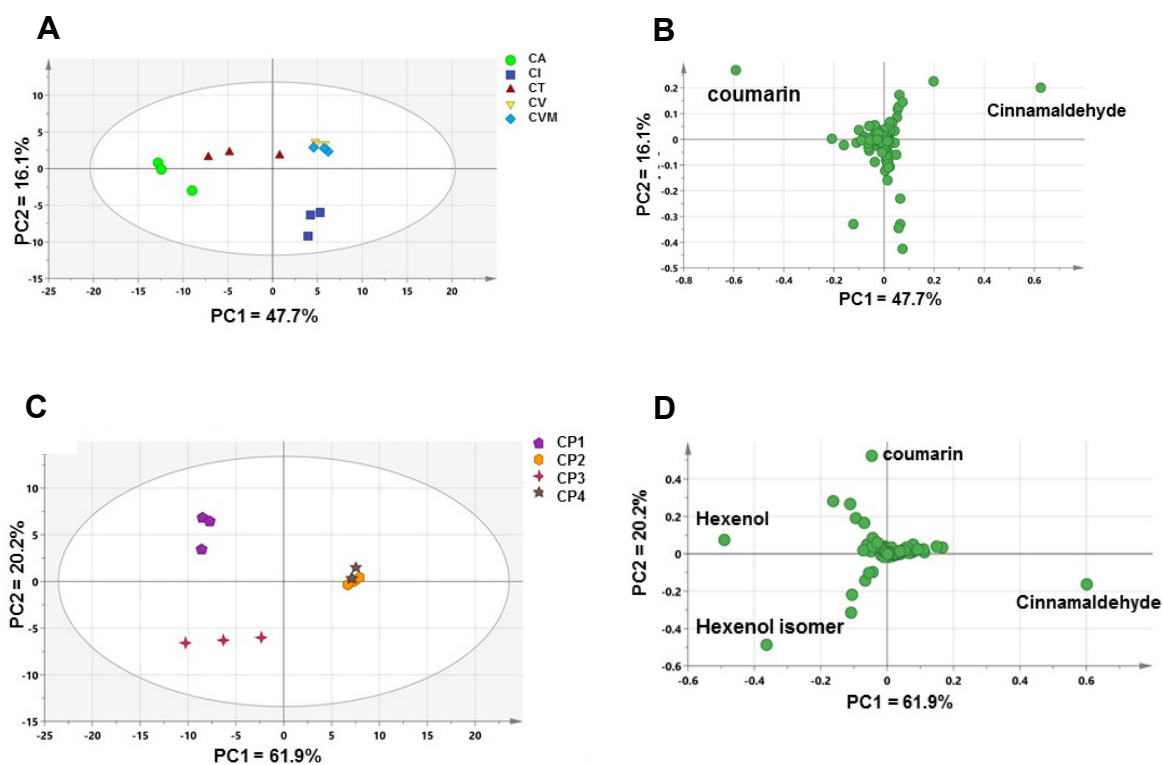 A
CA
CI
CT
CV
CVM
10
5
0
-5
-10
-15
-25 -20 -15 -10 -5 0 5 10 15 20
PC2 = 16.1%
PC1 = 47.7%
B
coumarin
Cinnamaldehyde
0.2
0.1
0
-0.1
-0.2
-0.3
-0.4
-0.5
-0.8 -0.6 -0.4 -0.2 0 0.2 0.4 0.6
PC2 = 16.1%
PC1 = 47.7%
C
CP1
CP2
CP3
CP4
10
5
0
-5
-10
-15
-25 -20 -15 -10 -5 0 5 10 15 20
PC2 = 20.2%
PC1 = 61.9%
D
coumarin
Hexenol
Cinnamaldehyde
Hexenol isomer
0.4
0.2
0
-0.2
-0.4
-0.6
-0.6 -0.4 -0.2 0 0.2 0.4 0.6
PC2 = 20.2%
PC1 = 61.9%